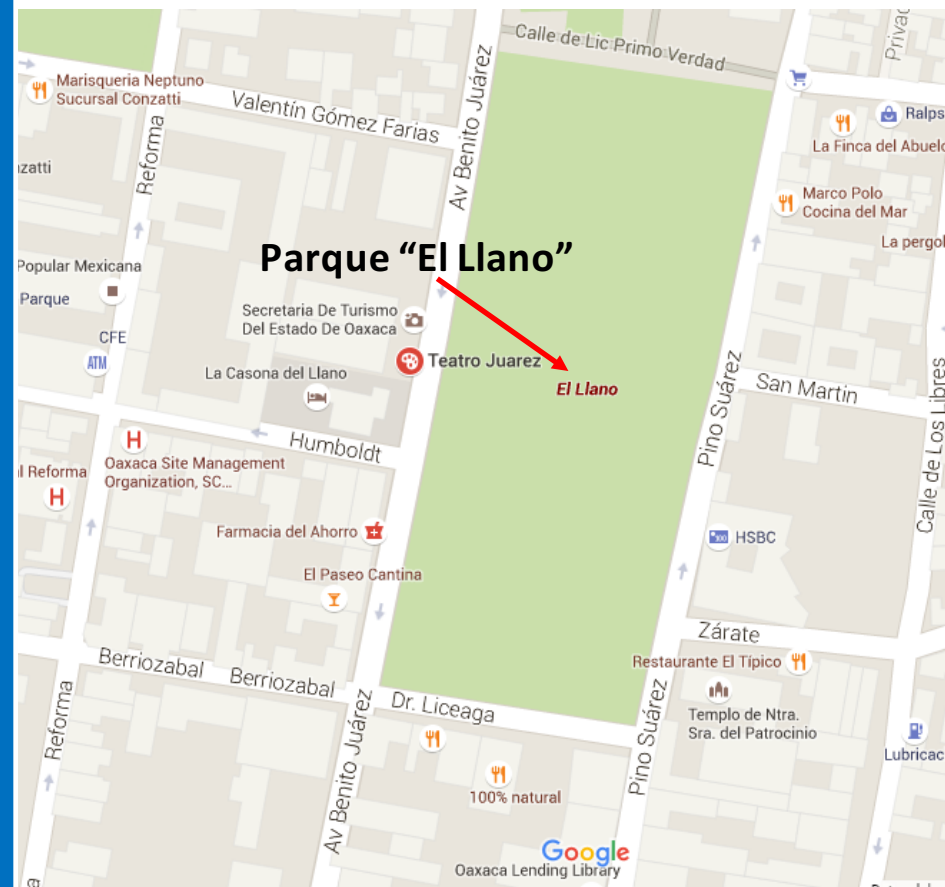 Calle de Lic Primo Verdad
Privad
Marisqueria Neptuno
Sucursal Conzatti
Valentín Gómez Farias
Av Benito Juárez
Reforma
Ralps
La Finca del Abuelo
zatti
Marco Polo
Cocina del Mar
La pergol
Parque “El Llano”
Popular Mexicana
Parque
Secretaria De Turismo
Del Estado De Oaxaca
CFE
ATM
Teatro Juarez
La Casona del Llano
El Llano
Pino Suárez
San Martin
Calle de Los Libres
Humboldt
H
Oaxaca Site Management
Organization, SC...
l Reforma
H
Farmacia del Ahorro
HSBC
El Paseo Cantina
Zárate
Berriozabal
Berriozabal
Restaurante El Típico
Dr. Liceaga
Templo de Ntra.
Sra. del Patrocinio
Reforma
Av Benito Juárez
Pino Suárez
Lubricac
100% natural
Google
Oaxaca Lending Library